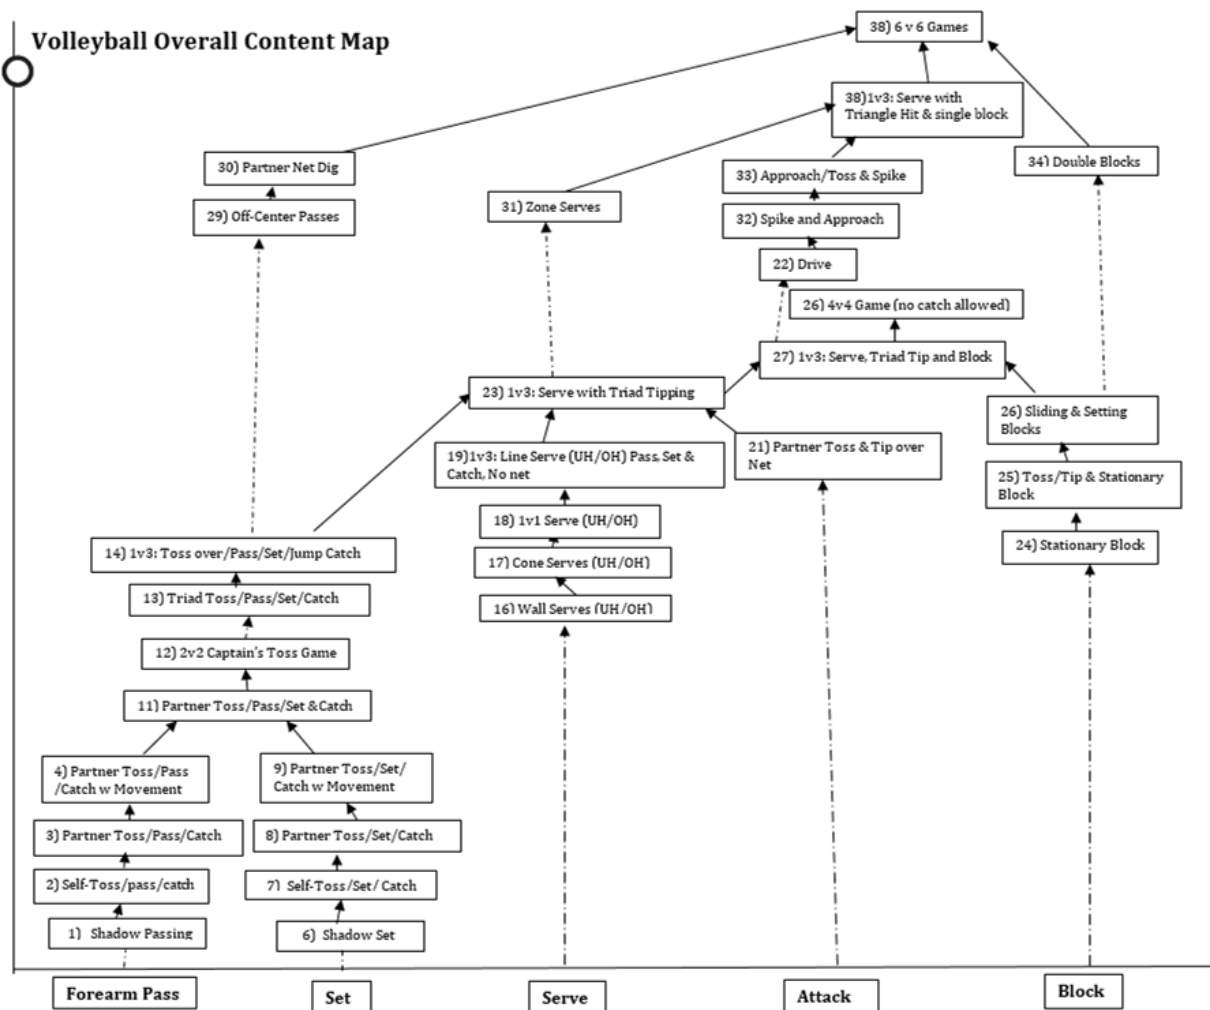 Volleyball Overall Content Map
38) 6 v 6 Games
38)1v3: Serve with
Triangle Hit & single block
30) Partner Net Dig
34) Double Blocks
33) Approach/Toss & Spike
29) Off-Center Passes
31) Zone Serves
32) Spike and Approach
22) Drive
26) 4v4 Game (no catch allowed)
27) 1v3: Serve, Triad Tip and Block
23) 1v3: Serve with Triad Tipping
26) Sliding & Setting
Blocks
19)1v3: Line Serve (UH/OH) Pass, Set &
Catch, No net
21) Partner Toss & Tip over
Net
25) Toss/Tip & Stationary
Block
18) 1v1 Serve (UH/OH)
24) Stationary Block
14) 1v3: Toss over/Pass/Set/Jump Catch
17) Cone Serves (UH/OH)
13) Triad Toss/Pass/Set/Catch
16) Wall Serves (UH/OH)
12) 2v2 Captain's Toss Game
11) Partner Toss/Pass/Set &Catch
4) Partner Toss/Pass
/Catch w Movement
9) Partner Toss/Set/
Catch w Movement
3) Partner Toss/Pass/Catch
8) Partner Toss/Set/Catch
2) Self-Toss/pass/catch
7) Self-Toss/Set/ Catch
1) Shadow Passing
6) Shadow Set
Forearm Pass
Set
Serve
Attack
Block